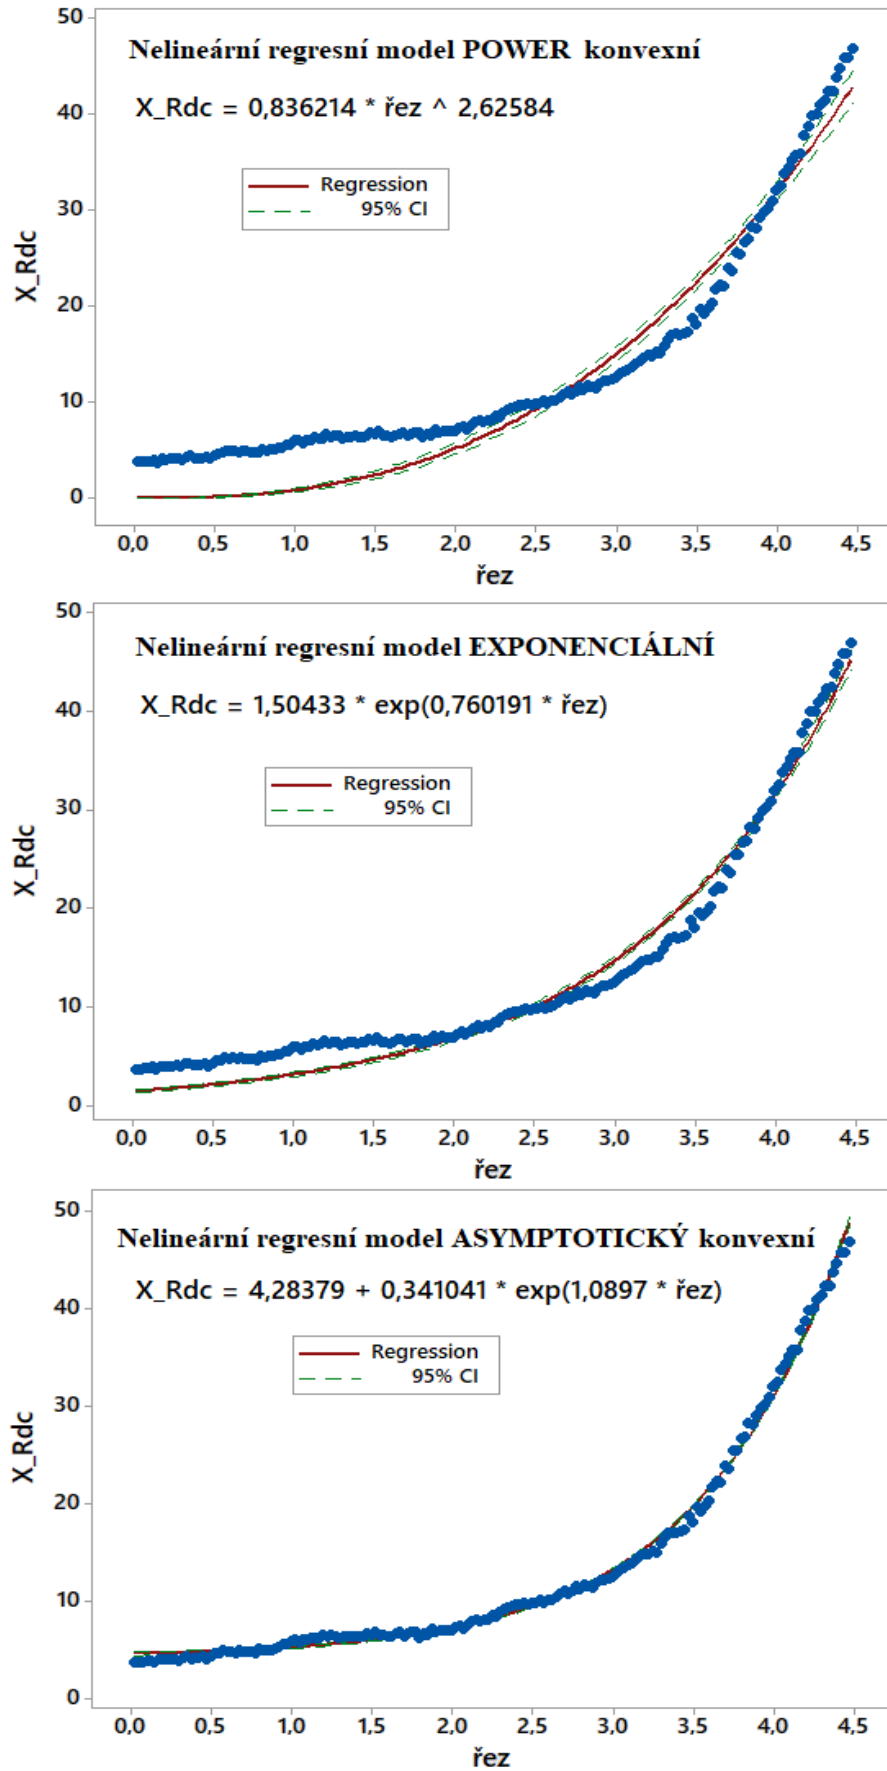 Nelineární regresní model POWER konvexní
X_Rdc = 0,836214 * řez ^ 2,62584
Regression
95% CI
X_Rdc
50
40
30
20
10
0
0,0 0,5 1,0 1,5 2,0 2,5 3,0 3,5 4,0 4,5
řez
Nelineární regresní model EXPONENCIÁLNÍ
X_Rdc = 1,50433 * exp(0,760191 * řez)
Regression
95% CI
X_Rdc
50
40
30
20
10
0
0,0 0,5 1,0 1,5 2,0 2,5 3,0 3,5 4,0 4,5
řez
Nelineární regresní model ASYMPTOTICKÝ konvexní
X_Rdc = 4,28379 + 0,341041 * exp(1,0897 * řez)
Regression
95% CI
X_Rdc
50
40
30
20
10
0
0,0 0,5 1,0 1,5 2,0 2,5 3,0 3,5 4,0 4,5
řez